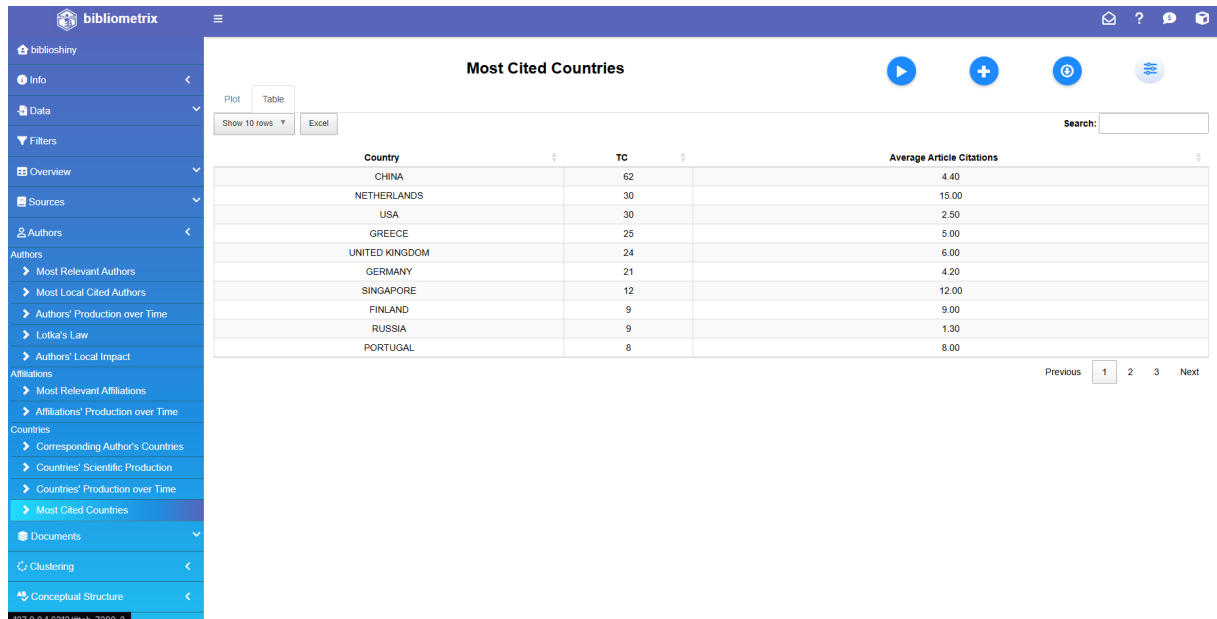 bibliometrix
biblioshiny
Info
Data
Filters
Overview
Sources
Authors
Authors
Most Relevant Authors
Most Local Cited Authors
Authors' Production over Time
Lotka's Law
Authors' Local Impact
Affiliations
Most Relevant Affiliations
Affiliations' Production over Time
Countries
Corresponding Author's Countries
Countries' Scientific Production
Countries' Production over Time
Most Cited Countries
Documents
Clustering
Conceptual Structure
Most Cited Countries
Plot Table
Show 10 rows Excel Search:
Country TC Average Article Citations
CHINA 62 4.40
NETHERLANDS 30 15.00
USA 30 2.50
GREECE 25 5.00
UNITED KINGDOM 24 6.00
GERMANY 21 4.20
SINGAPORE 12 12.00
FINLAND 9 9.00
RUSSIA 9 1.30
PORTUGAL 8 8.00
Previous 1 2 3 Next